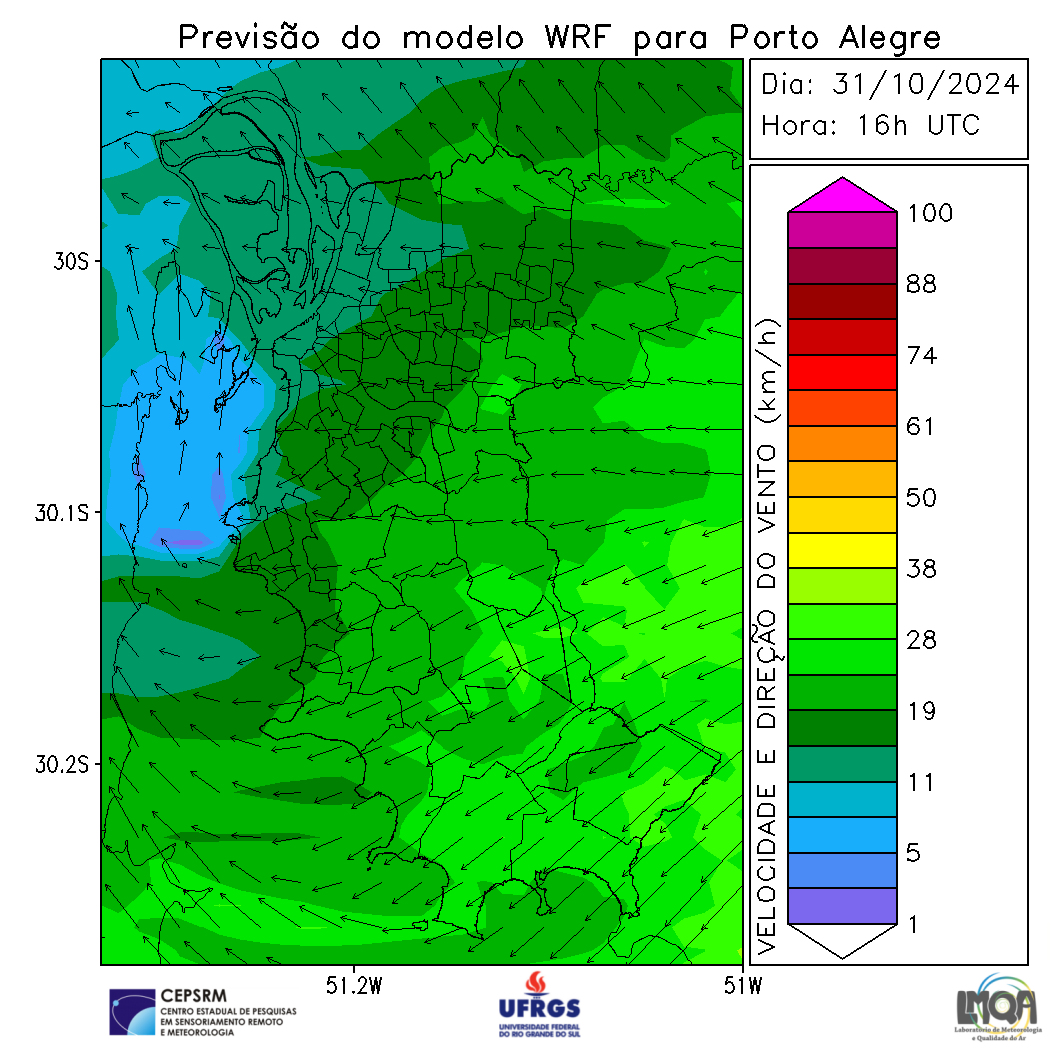 Previsão do modelo WRF para Porto Alegre
Dia: 31/10/2024
Hora: 16h UTC
VELOCIDADE E DIREÇÃO DO VENTO (km/h)
100
88
74
61
50
38
28
19
11
5
1
30S
30.1S
30.2S
51.2W
51W
CEPSRM
CENTRO ESTADUAL DE PESQUISAS
EM SENSORIAMENTO REMOTO
E METEOROLOGIA
UFRGS
UNIVERSIDADE FEDERAL
DO RIO GRANDE DO SUL
LMQA
Laboratório de Meteorologia
e Qualidade do Ar